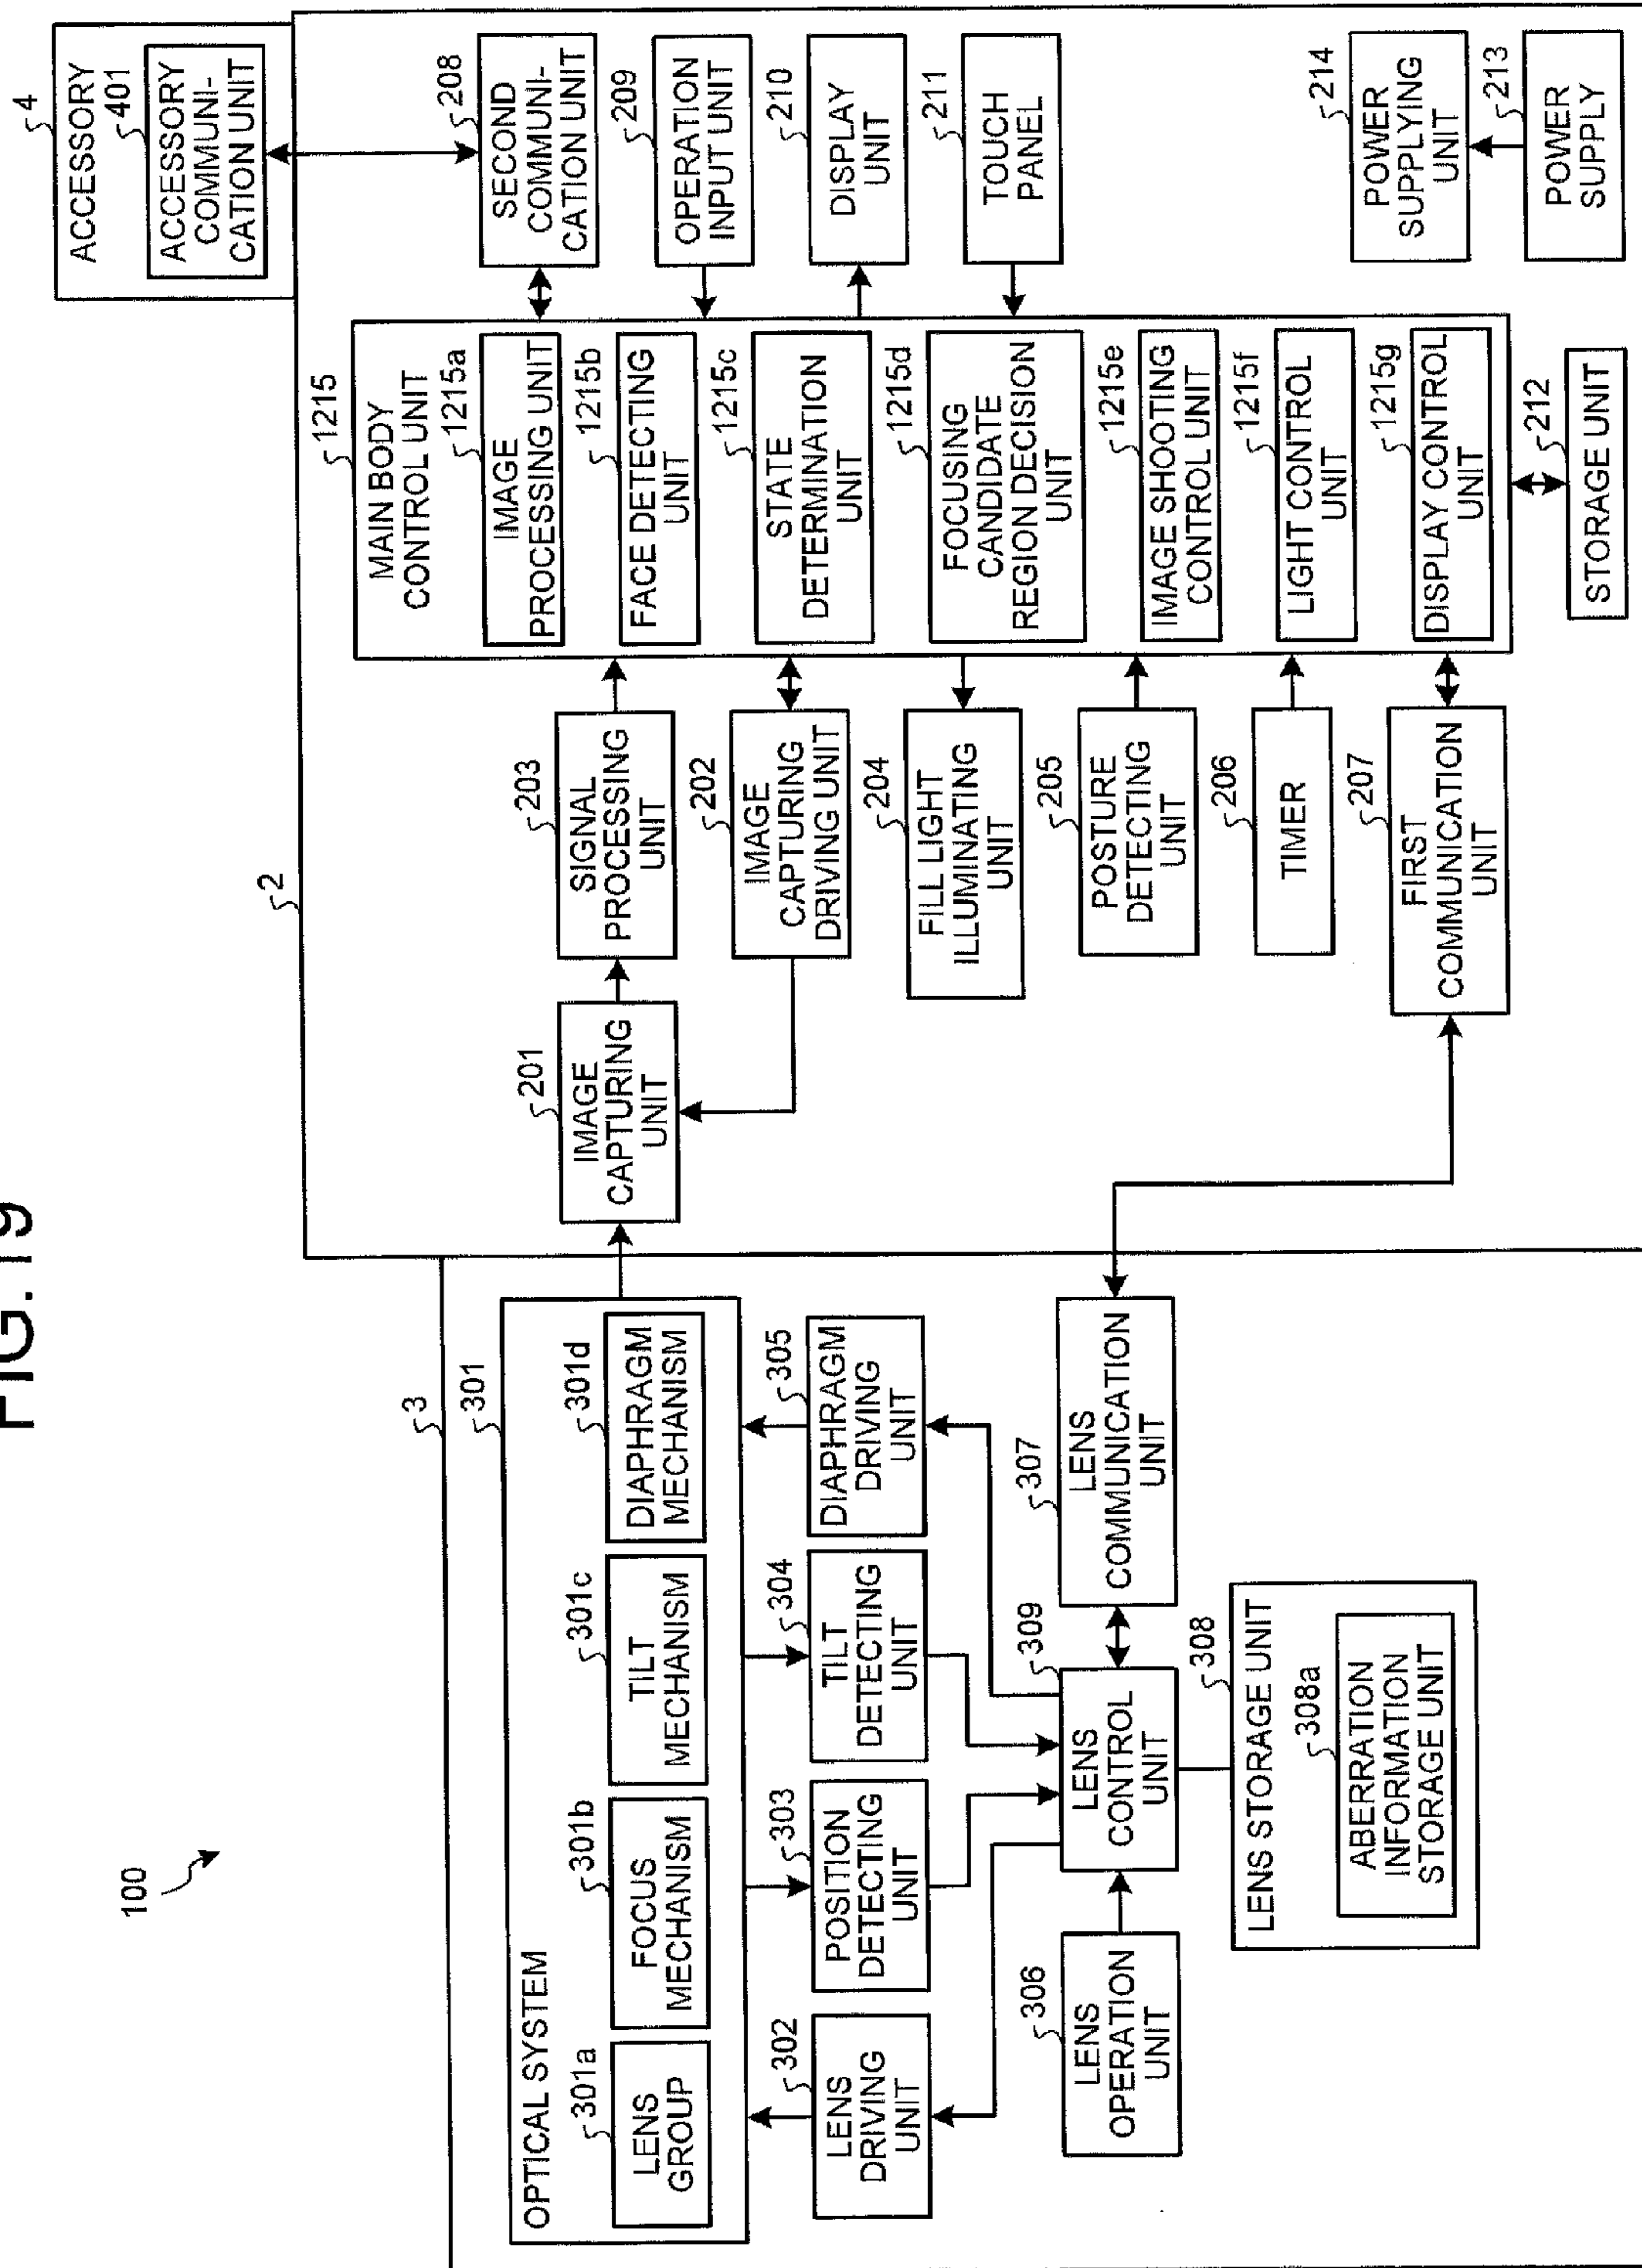 FIG.19
100
3
301
OPTICAL SYSTEM
301a
LENS
GROUP
301b
FOCUS
MECHANISM
301c
TILT
MECHANISM
301d
DIAPHRAGM
MECHANISM
302
LENS
DRIVING
UNIT
303
POSITION
DETECTING
UNIT
304
TILT
DETECTING
UNIT
305
DIAPHRAGM
DRIVING
UNIT
306
LENS
OPERATION
UNIT
309
LENS
CONTROL
UNIT
307
LENS
COMMUNICATION
UNIT
308
LENS STORAGE UNIT
308a
ABERRATION
INFORMATION
STORAGE UNIT
2
201
IMAGE
CAPTURING
UNIT
203
SIGNAL
PROCESSING
UNIT
202
IMAGE
CAPTURING
DRIVING UNIT
204
FILL LIGHT
ILLUMINATING
UNIT
205
POSTURE
DETECTING
UNIT
206
TIMER
207
FIRST
COMMUNICATION
UNIT
1215
MAIN BODY
CONTROL UNIT
1215a
IMAGE
PROCESSING UNIT
1215b
FACE DETECTING
UNIT
1215c
STATE
DETERMINATION
UNIT
1215d
FOCUSING
CANDIDATE
REGION DECISION
UNIT
1215e
IMAGE SHOOTING
CONTROL UNIT
1215f
LIGHT CONTROL
UNIT
1215g
DISPLAY CONTROL
UNIT
212
STORAGE UNIT
4
ACCESSORY
401
ACCESSORY
COMMUNI-
CATION UNIT
208
SECOND
COMMUNI-
CATION UNIT
209
OPERATION
INPUT UNIT
210
DISPLAY
UNIT
211
TOUCH
PANEL
214
POWER
SUPPLYING
UNIT
213
POWER
SUPPLY